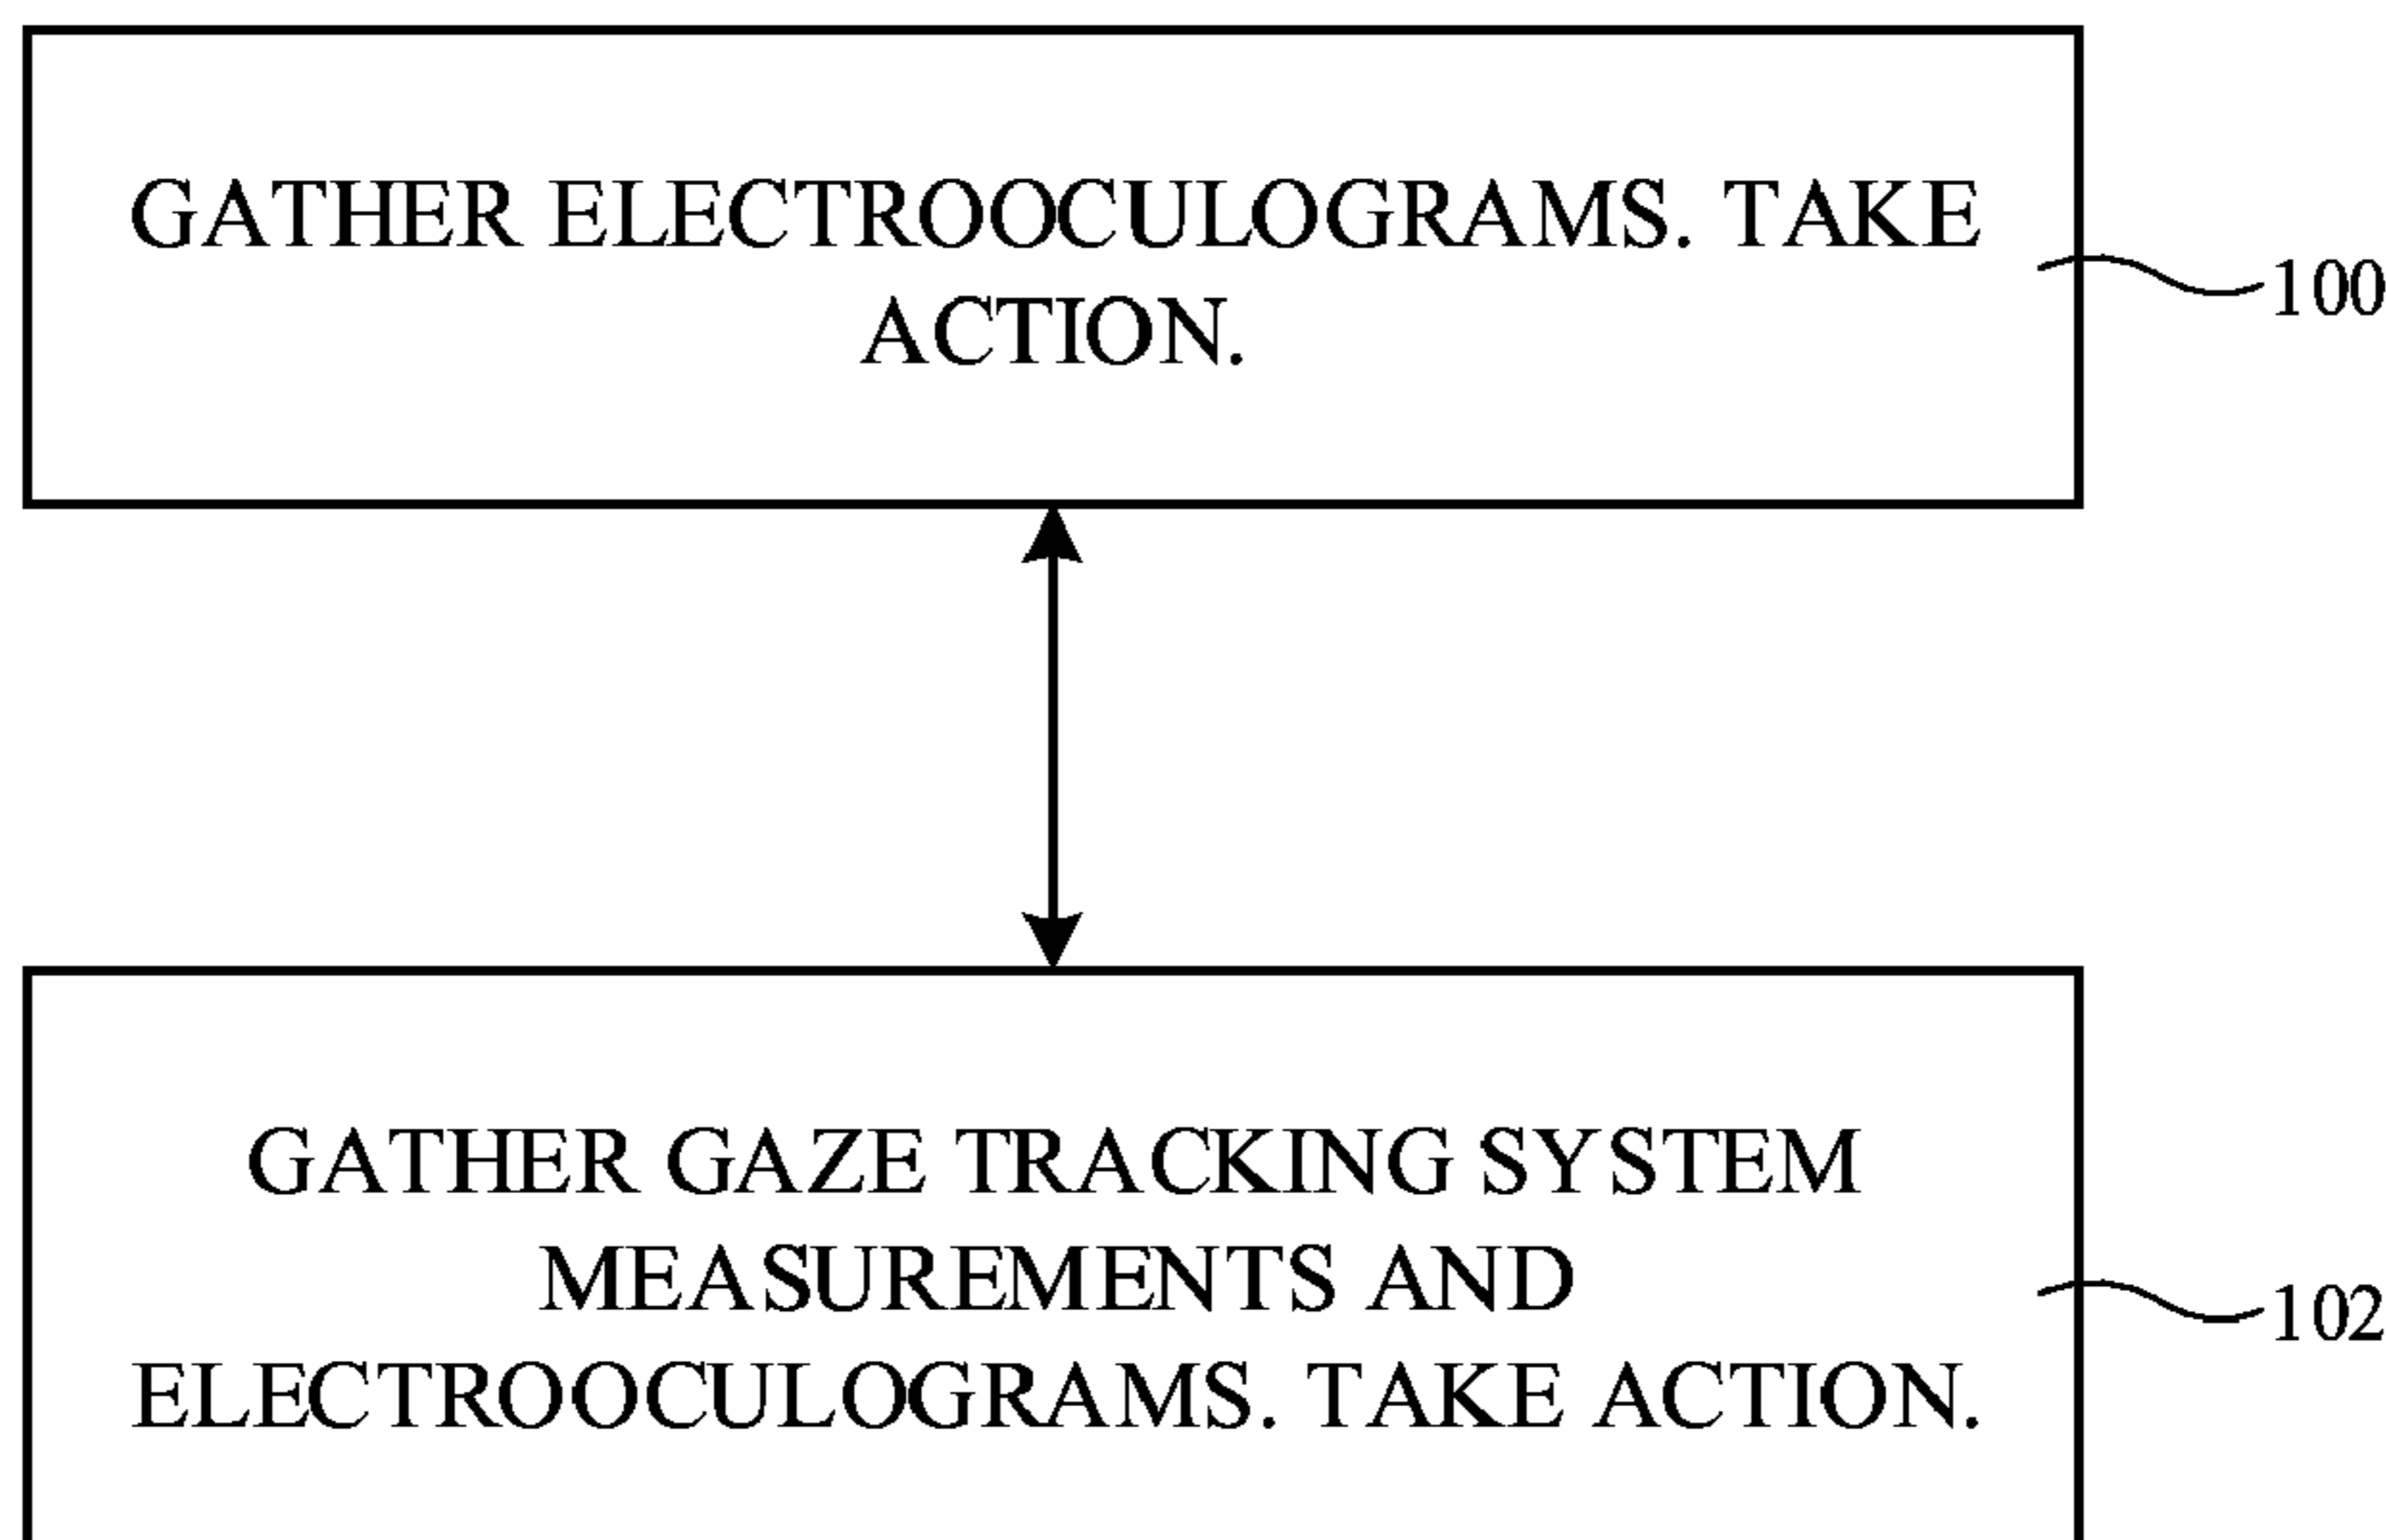 GATHER ELECTROOCULOGRAMS. TAKE
ACTION.
100
GATHER GAZE TRACKING SYSTEM
MEASUREMENTS AND
ELECTROOCULOGRAMS. TAKE ACTION.
102